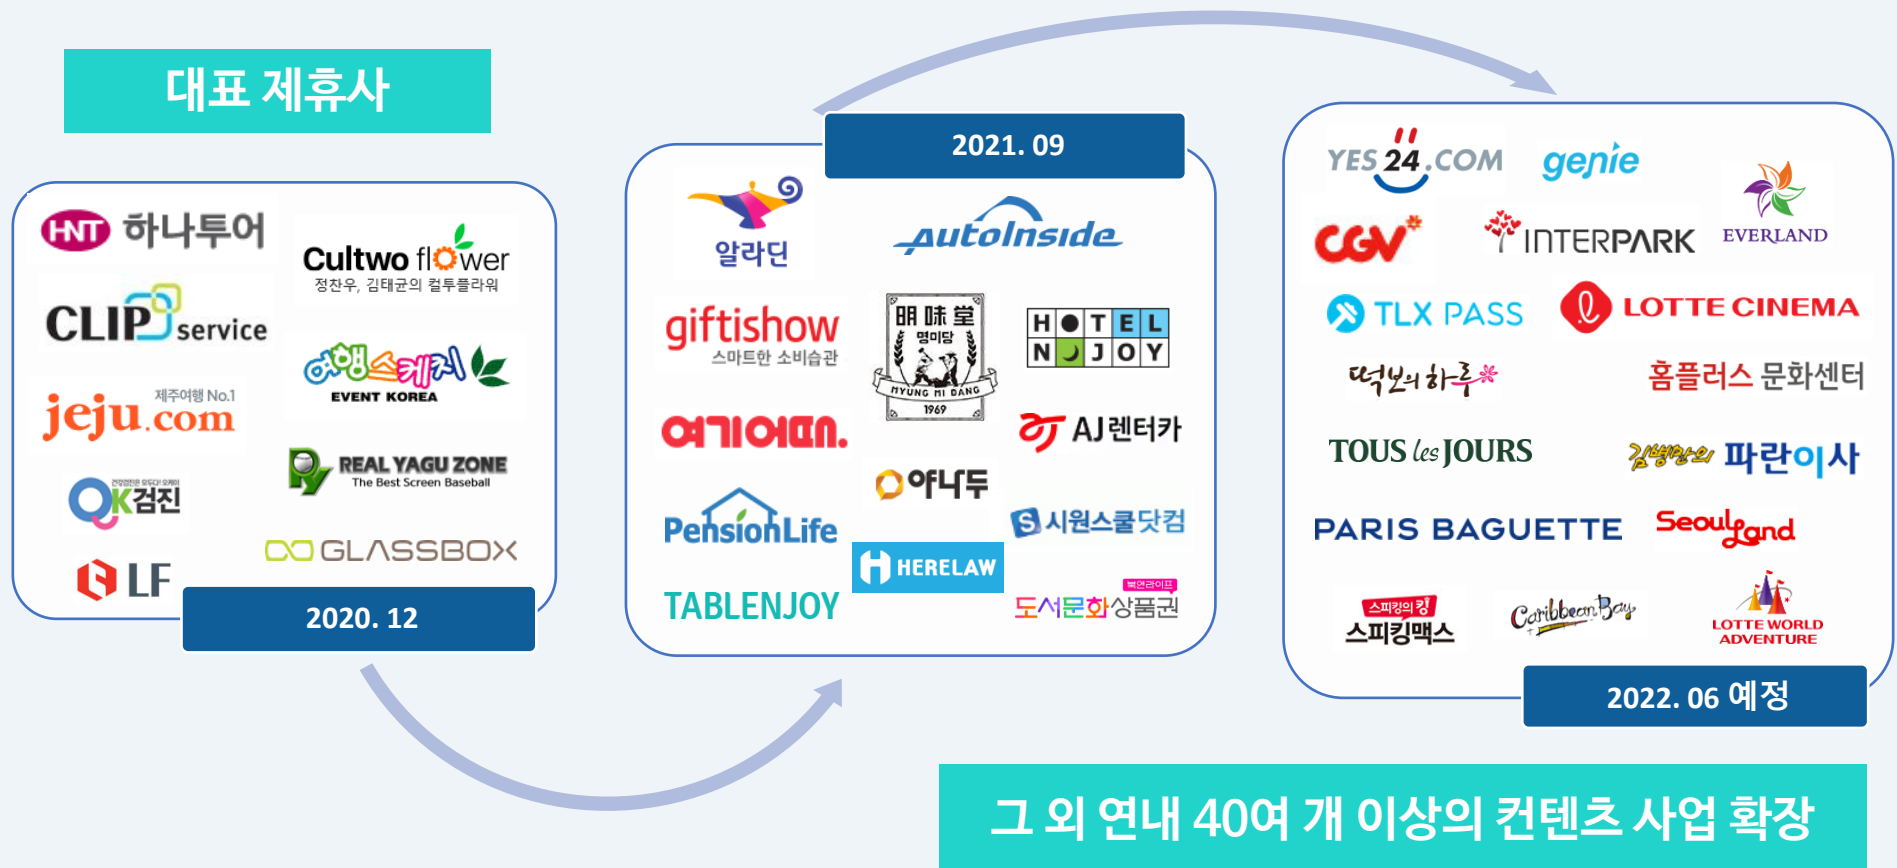 대표 제휴사
HNT 하나투어
Cultwo flower
정찬우, 김태균의 컬투플라워
CLIP service
여행스케치
EVENT KOREA
제주여행 No.1
jeju.com
REAL YAGU ZONE
The Best Screen Baseball
OK검진
GLASSBOX
LF
2020. 12
2021. 09
알라딘
AutoInside
giftishow
스마트한 소비습관
明味堂
명미당
MYUNG MI DANG
1969
HOTEL
NJOY
여기어때.
AJ렌터카
야나두
PensionLife
S 시원스쿨닷컴
HERELAW
TABLENJOY
북앤라이프
도서문화상품권
YES24.COM
genie
EVERLAND
CGV
INTERPARK
TLX PASS
LOTTE CINEMA
떡보의하루
홈플러스 문화센터
TOUS les JOURS
김병만의 파란이사
PARIS BAGUETTE
SeoulLand
스피킹의 킹
스피킹맥스
Caribbean Bay
LOTTE WORLD
ADVENTURE
2022. 06 예정
그 외 연내 40여 개 이상의 컨텐츠 사업 확장